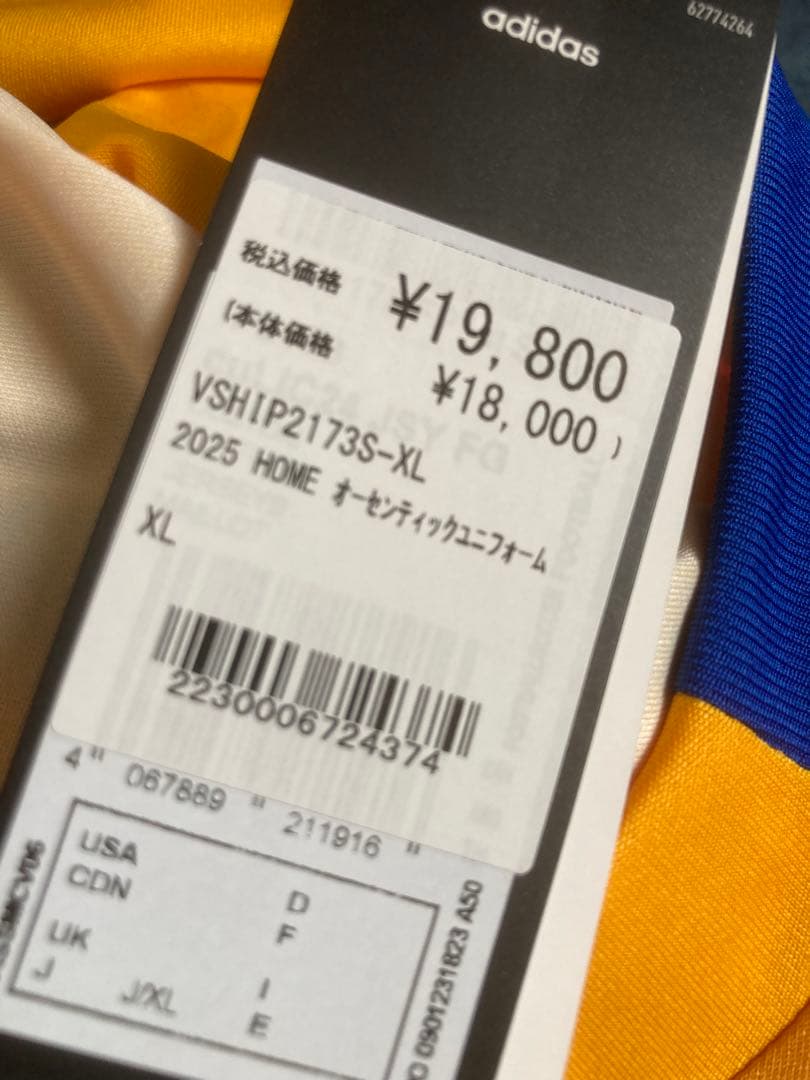 adidas
62774264
税込価格 ¥19,800
(本体価格 ¥18,000)
VSHIP2173S-XL
2025 HOME オーセンティックユニフォーム
XL
2230006724374
4 067889 211916
USA
CDN
D
F
UK
J J/XL
I
E
0901231823 A50